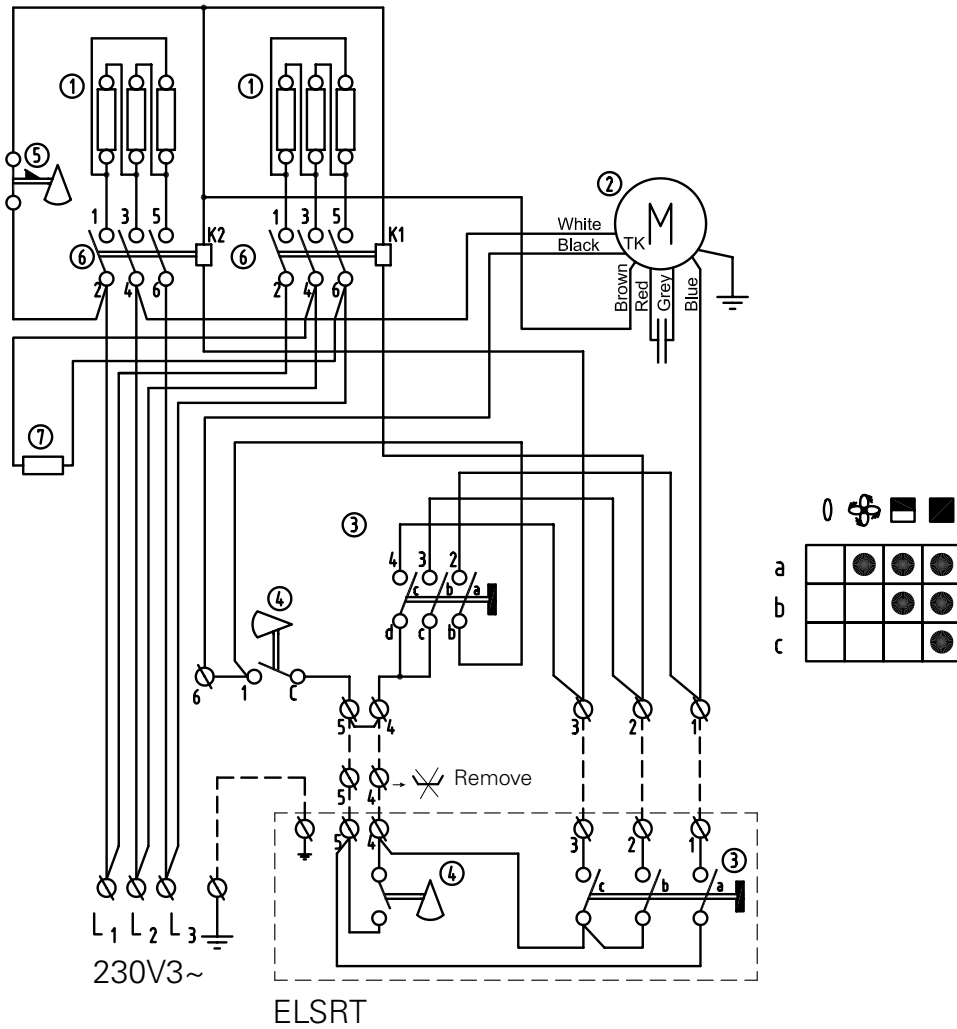 1 1
5
2
M
White
TK
Black
1 3 5
1 3 5
K2
K1
6 6
2 4 6
2 4 6
Brown
Red
Grey
Blue
7
3
4 3 2
c b a
d c b
4
6 1 C
5 4 3 2 1
a
b
c
5 4 Remove
5 4 3 2 1
4
3
c b a
L1 L2 L3
230V3~
ELSRT